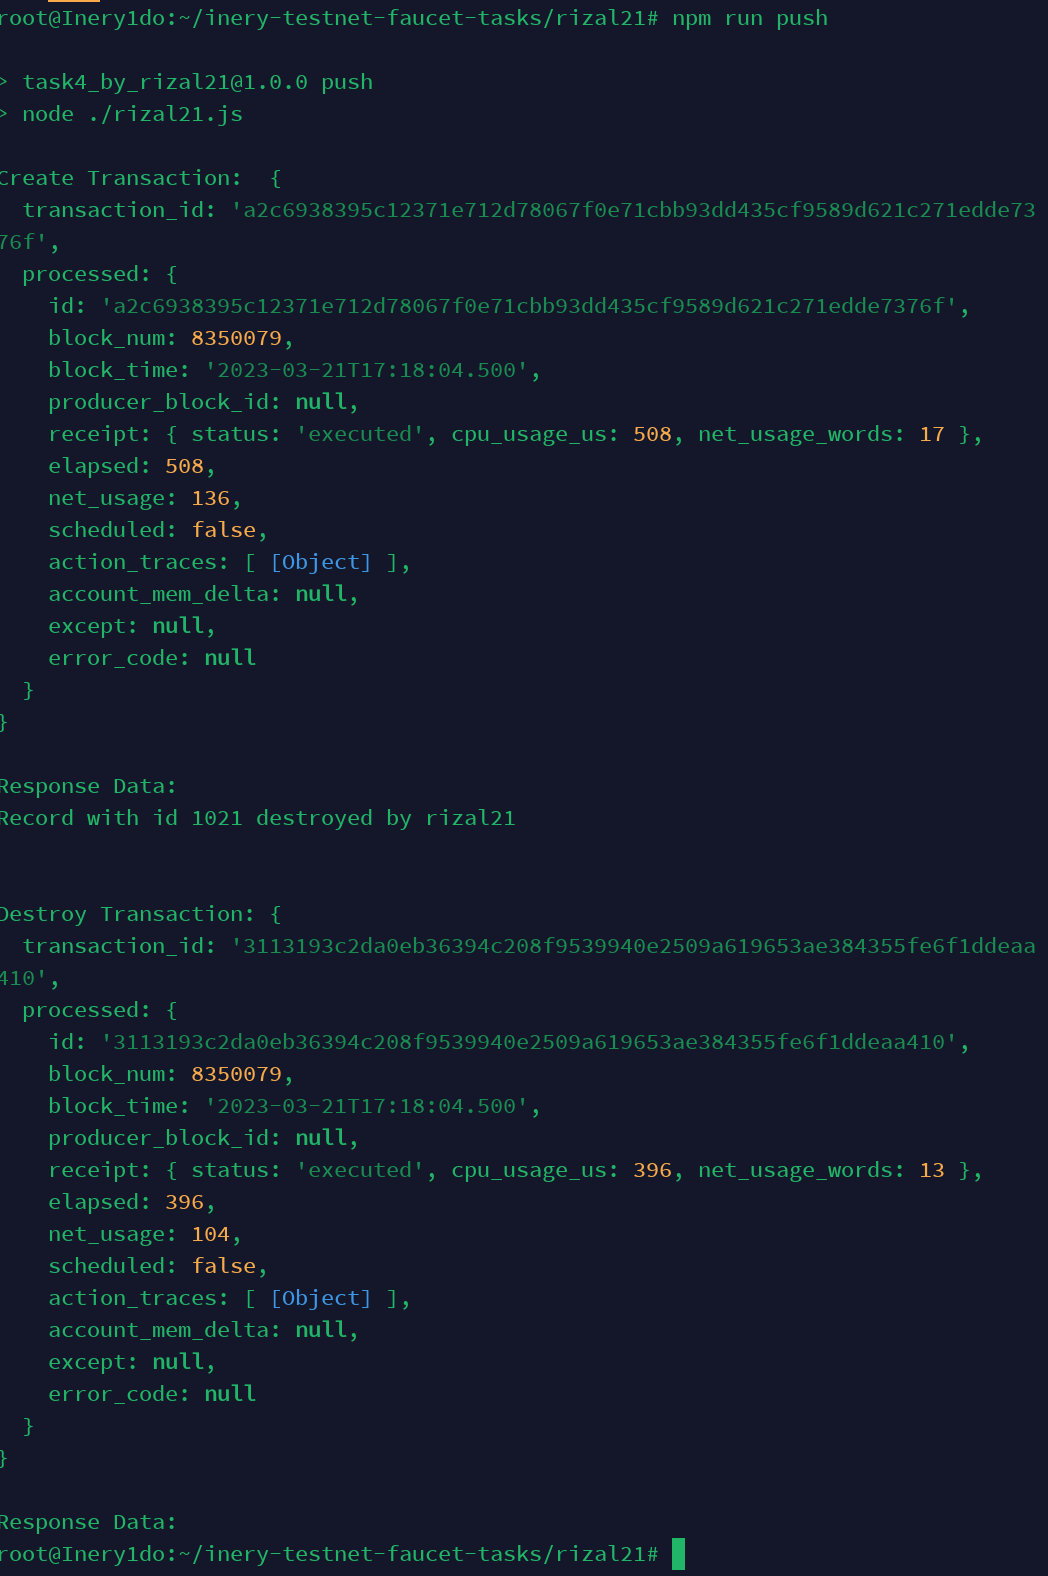 root@Inery1do:~/inery-testnet-faucet-tasks/rizal21# npm run push
> task4_by_rizal21@1.0.0 push
> node ./rizal21.js
Create Transaction:  {
  transaction_id: 'a2c6938395c12371e712d78067f0e71cbb93dd435cf9589d621c271edde73
76f',
  processed: {
    id: 'a2c6938395c12371e712d78067f0e71cbb93dd435cf9589d621c271edde7376f',
    block_num: 8350079,
    block_time: '2023-03-21T17:18:04.500',
    producer_block_id: null,
    receipt: { status: 'executed', cpu_usage_us: 508, net_usage_words: 17 },
    elapsed: 508,
    net_usage: 136,
    scheduled: false,
    action_traces: [ [Object] ],
    account_mem_delta: null,
    except: null,
    error_code: null
  }
}
Response Data:
Record with id 1021 destroyed by rizal21
Destroy Transaction: {
  transaction_id: '3113193c2da0eb36394c208f9539940e2509a619653ae384355fe6f1ddeaa
410',
  processed: {
    id: '3113193c2da0eb36394c208f9539940e2509a619653ae384355fe6f1ddeaa410',
    block_num: 8350079,
    block_time: '2023-03-21T17:18:04.500',
    producer_block_id: null,
    receipt: { status: 'executed', cpu_usage_us: 396, net_usage_words: 13 },
    elapsed: 396,
    net_usage: 104,
    scheduled: false,
    action_traces: [ [Object] ],
    account_mem_delta: null,
    except: null,
    error_code: null
  }
}
Response Data:
root@Inery1do:~/inery-testnet-faucet-tasks/rizal21#